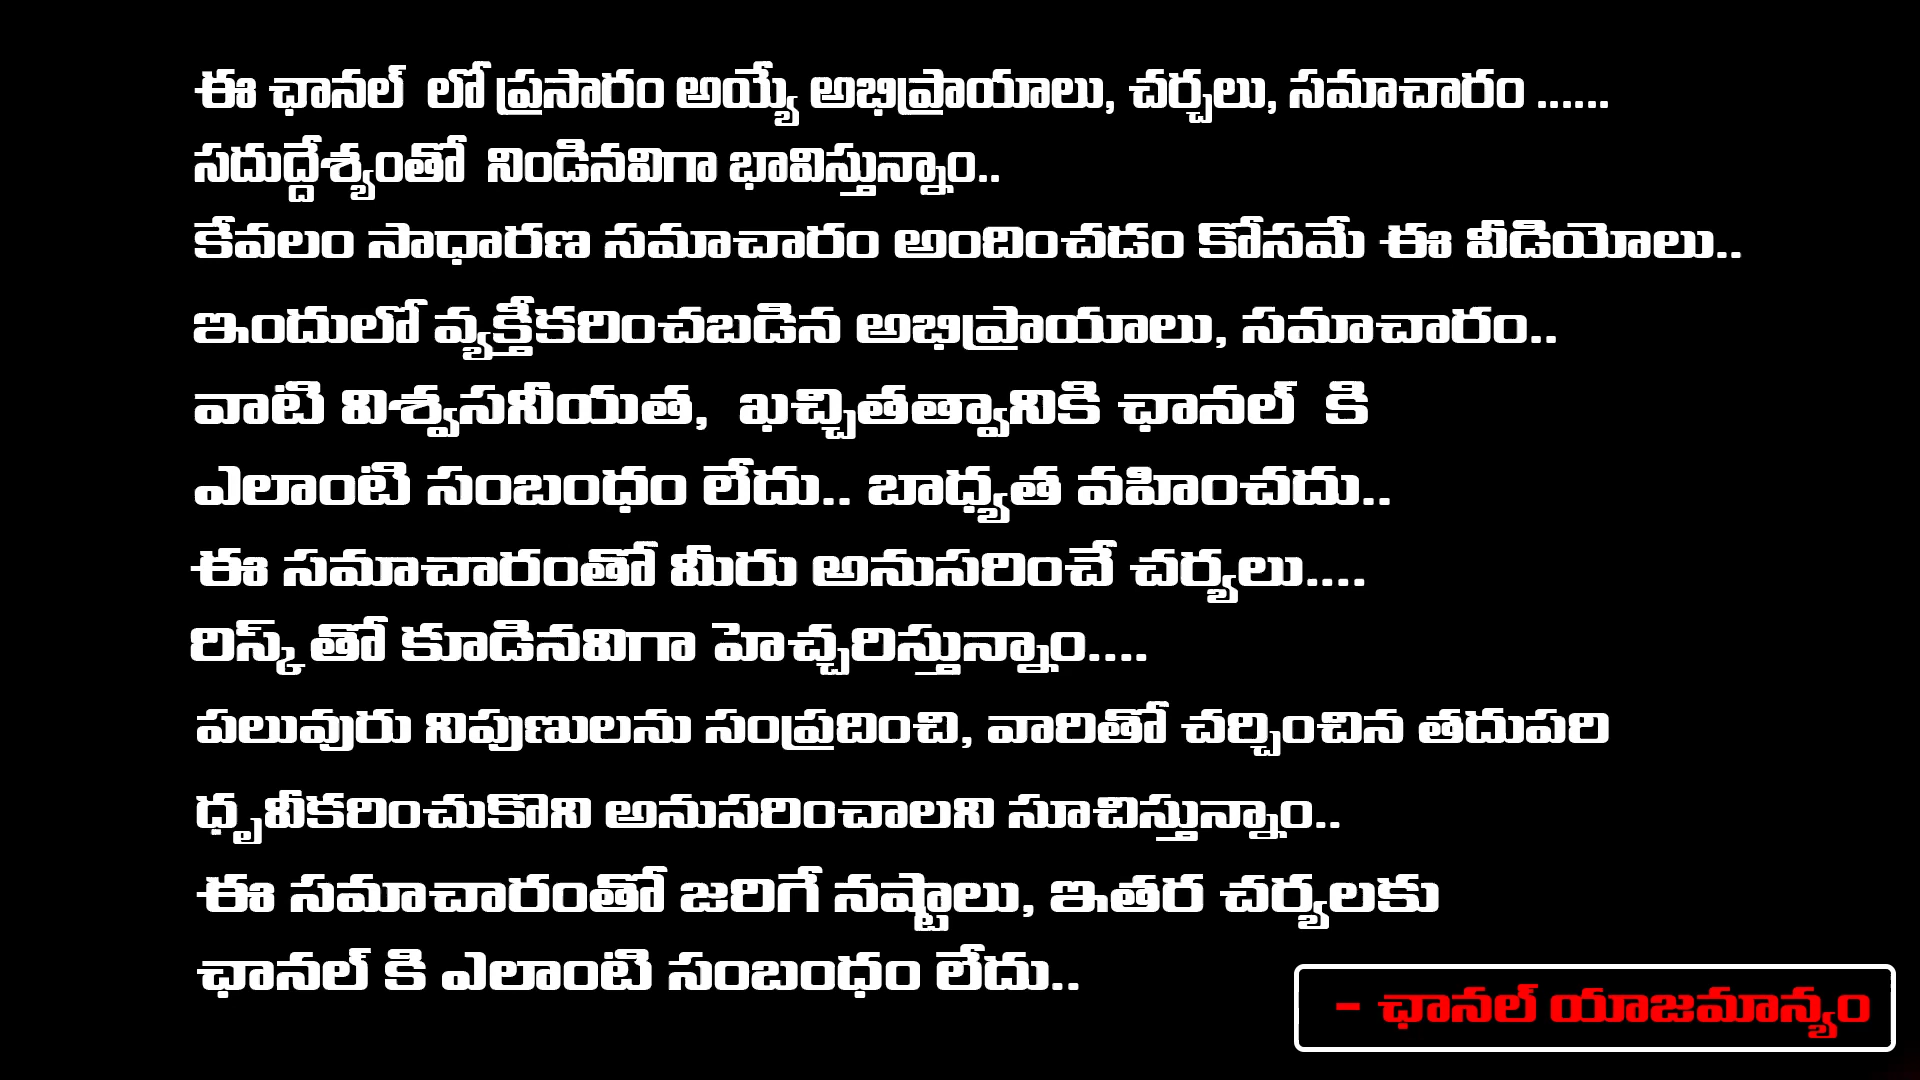 ఈ ఛానల్ లో ప్రసారం అయ్యే అభిప్రాయాలు, చర్చలు, సమాచారం ......
సదుద్దేశ్యంతో నిండినవిగా భావిస్తున్నాం..
కేవలం సాధారణ సమాచారం అందించడం కోసమే ఈ వీడియోలు..
ఇందులో వ్యక్తీకరించబడిన అభిప్రాయాలు, సమాచారం..
వాటి విశ్వసనీయత, ఖచ్చితత్వానికి ఛానల్ కి
ఎలాంటి సంబంధం లేదు.. బాధ్యత వహించదు..
ఈ సమాచారంతో మీరు అనుసరించే చర్యలు....
రిస్క్ తో కూడినవిగా హెచ్చరిస్తున్నాం....
పలువురు నిపుణులను సంప్రదించి, వారితో చర్చించిన తదుపరి
ధృవీకరించుకొని అనుసరించాలని సూచిస్తున్నాం..
ఈ సమాచారంతో జరిగే నష్టాలు, ఇతర చర్యలకు
ఛానల్ కి ఎలాంటి సంబంధం లేదు..
- ఛానల్ యాజమాన్యం